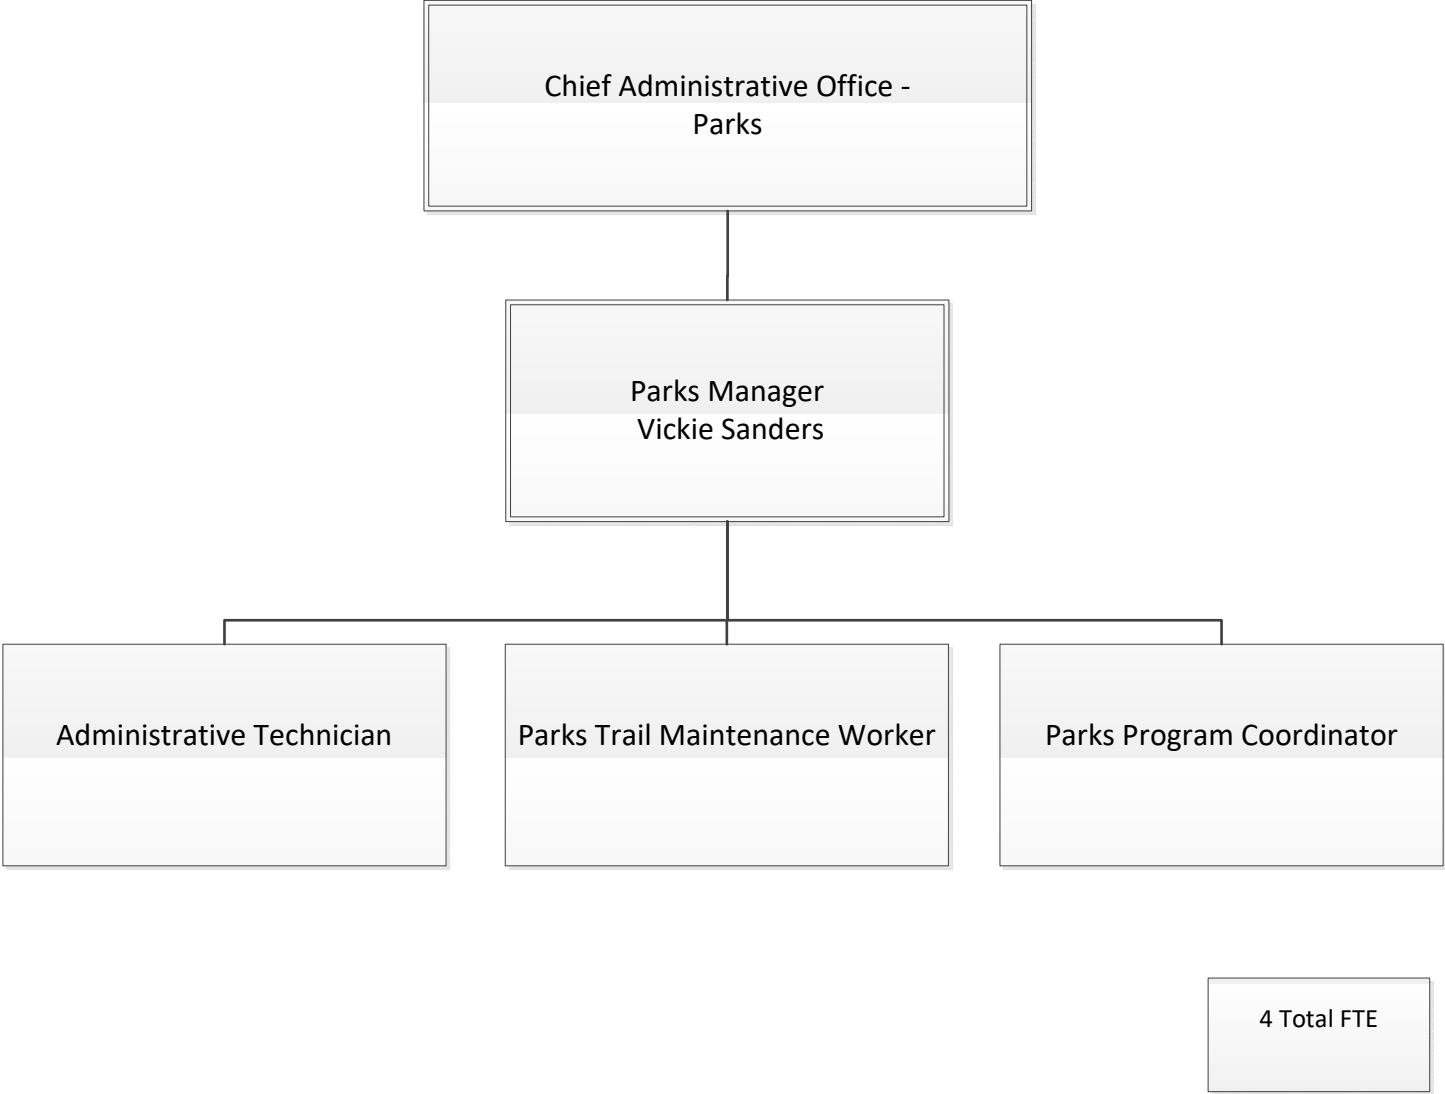 Chief Administrative Office -
Parks
Parks Manager
Vickie Sanders
Administrative Technician
Parks Trail Maintenance Worker
Parks Program Coordinator
4 Total FTE